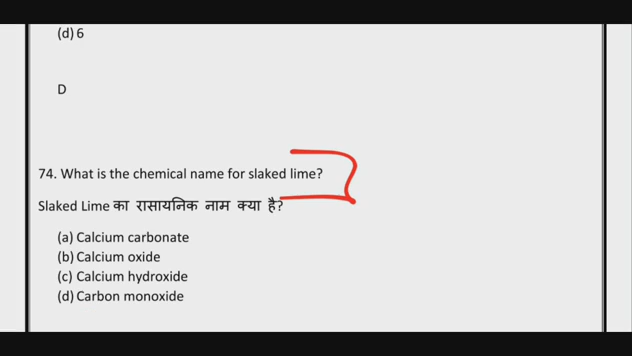 (d) 6
D
74. What is the chemical name for slaked lime?
Slaked Lime का रासायनिक नाम क्या है?
(a) Calcium carbonate
(b) Calcium oxide
(c) Calcium hydroxide
(d) Carbon monoxide